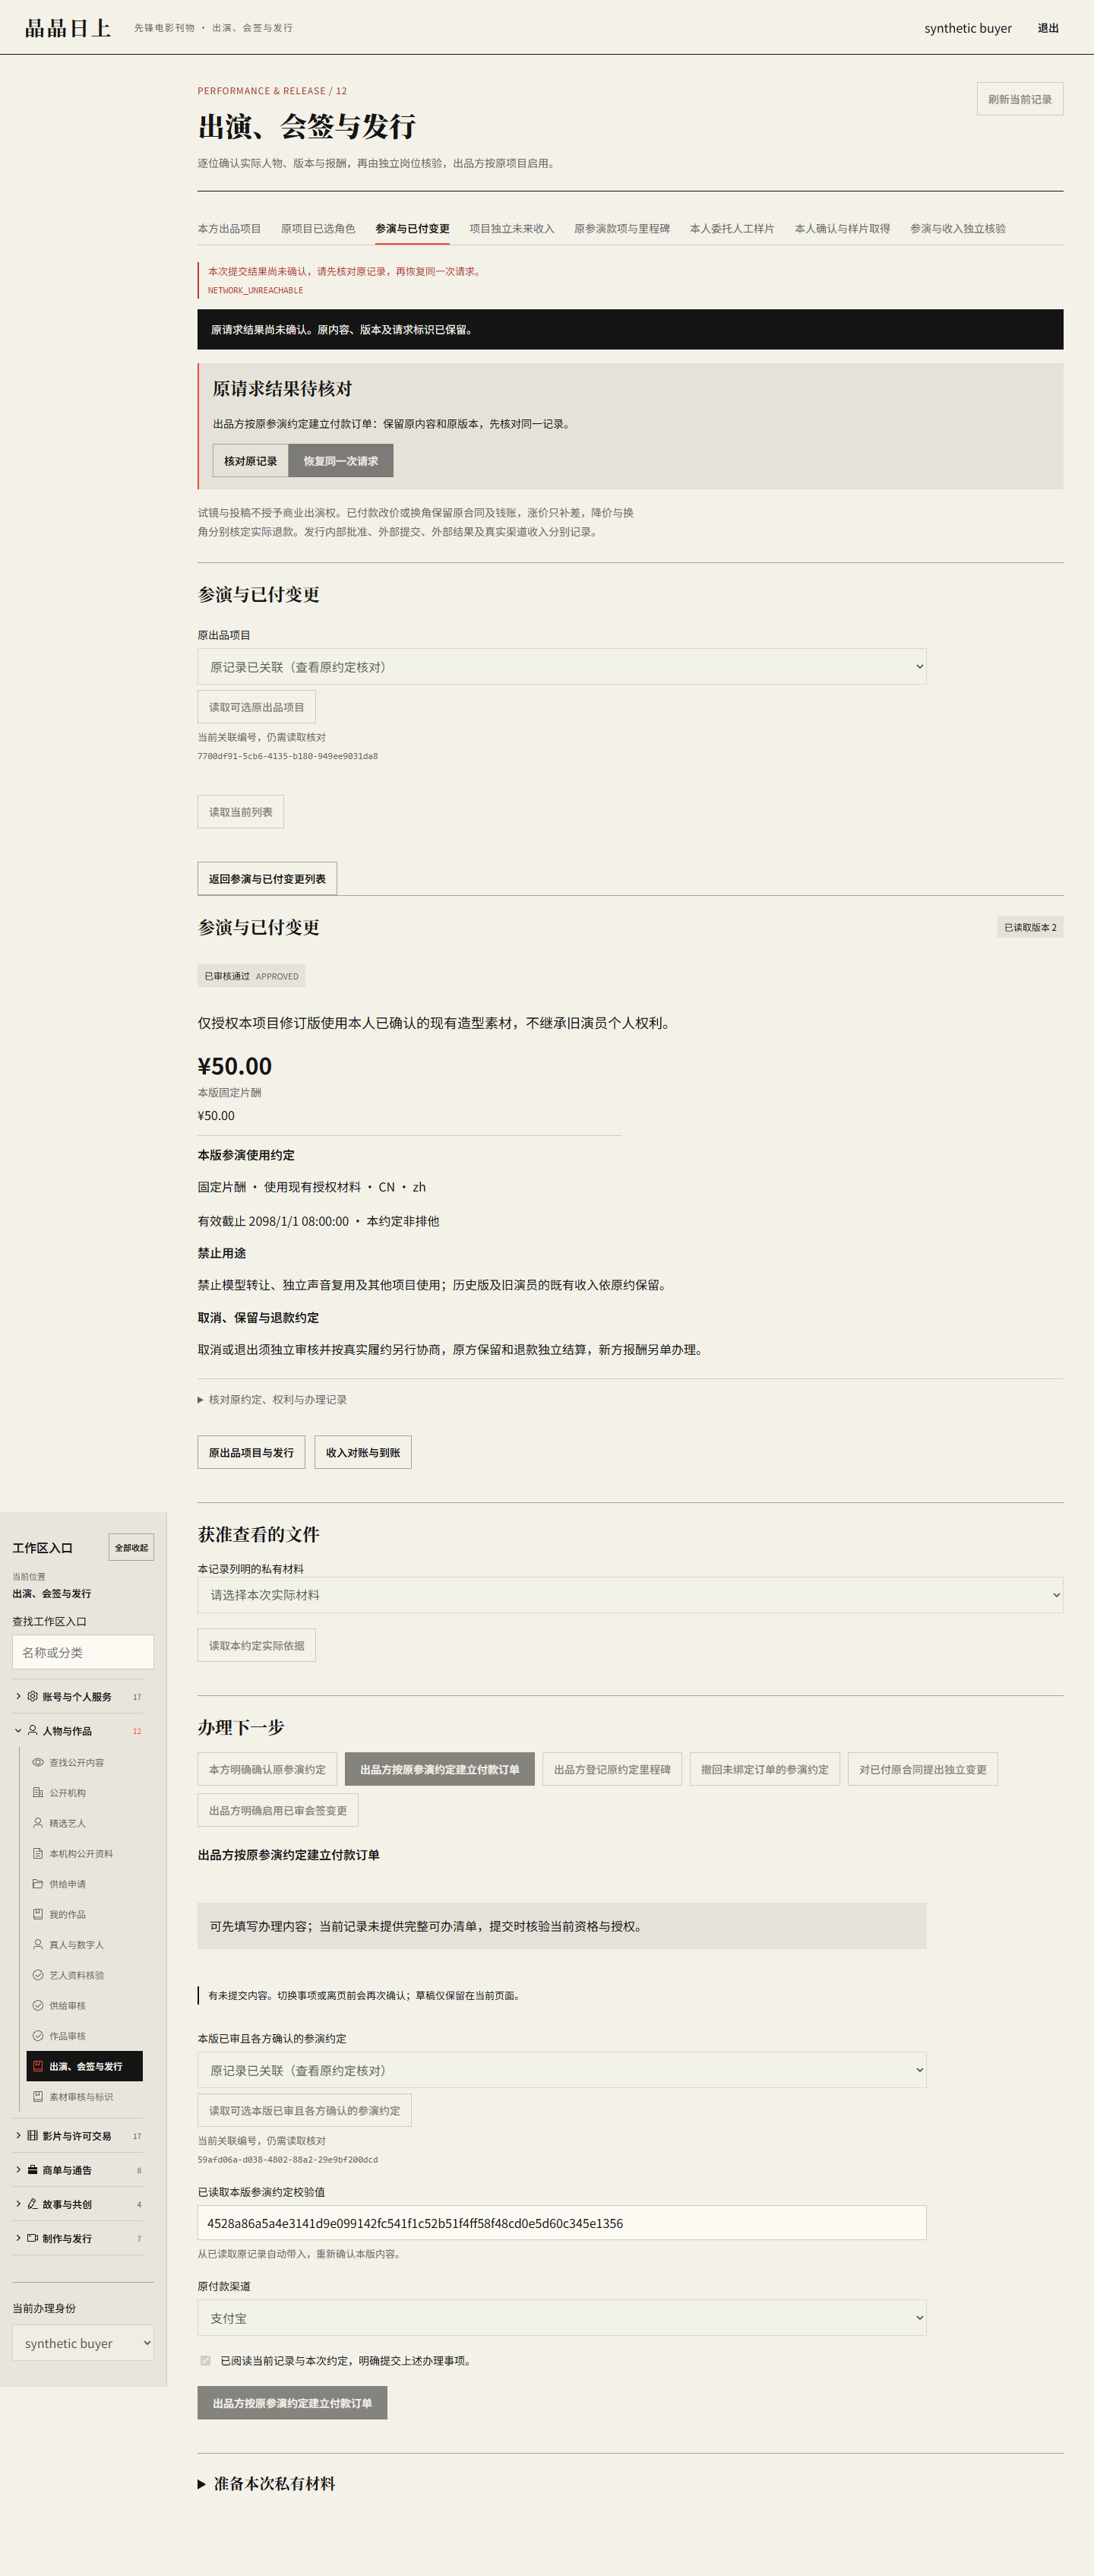 晶晶日上
先锋电影刊物 · 出演、会签与发行
synthetic buyer
退出
PERFORMANCE & RELEASE / 12
刷新当前记录
出演、会签与发行
逐位确认实际人物、版本与报酬，再由独立岗位核验，出品方按原项目启用。
本方出品项目
原项目已选角色
参演与已付变更
项目独立未来收入
原参演款项与里程碑
本人委托人工样片
本人确认与样片取得
参演与收入独立核验
本次提交结果尚未确认，请先核对原记录，再恢复同一次请求。
NETWORK_UNREACHABLE
原请求结果尚未确认。原内容、版本及请求标识已保留。
原请求结果待核对
出品方按原参演约定建立付款订单：保留原内容和原版本，先核对同一记录。
核对原记录
恢复同一次请求
试镜与投稿不授予商业出演权。已付款改价或换角保留原合同及钱账，涨价只补差，降价与换
角分别核定实际退款。发行内部批准、外部提交、外部结果及真实渠道收入分别记录。
参演与已付变更
原出品项目
原记录已关联（查看原约定核对）
读取可选原出品项目
当前关联编号，仍需读取核对
7700df91-5cb6-4135-b180-949ee9031da8
读取当前列表
返回参演与已付变更列表
参演与已付变更
已读取版本 2
已审核通过 APPROVED
仅授权本项目修订版使用本人已确认的现有造型素材，不继承旧演员个人权利。
¥50.00
本版固定片酬
¥50.00
本版参演使用约定
固定片酬 · 使用现有授权材料 · CN · zh
有效截止 2098/1/1 08:00:00 · 本约定非排他
禁止用途
禁止模型转让、独立声音复用及其他项目使用；历史版及旧演员的既有收入依原约保留。
取消、保留与退款约定
取消或退出须独立审核并按真实履约另行协商，原方保留和退款独立结算，新方报酬另单办理。
核对原约定、权利与办理记录
原出品项目与发行
收入对账与到账
工作区入口
全部收起
当前位置
出演、会签与发行
查找工作区入口
名称或分类
账号与个人服务 17
人物与作品 12
查找公开内容
公开机构
精选艺人
本机构公开资料
供给申请
我的作品
真人与数字人
艺人资料核验
供给审核
作品审核
出演、会签与发行
素材审核与标识
影片与许可交易 17
商单与通告 8
故事与共创 4
制作与发行 7
当前办理身份
synthetic buyer
获准查看的文件
本记录列明的私有材料
请选择本次实际材料
读取本约定实际依据
办理下一步
本方明确确认原参演约定
出品方按原参演约定建立付款订单
出品方登记原约定里程碑
撤回未绑定订单的参演约定
对已付原合同提出独立变更
出品方明确启用已审会签变更
出品方按原参演约定建立付款订单
可先填写办理内容；当前记录未提供完整可办清单，提交时核验当前资格与授权。
有未提交内容。切换事项或离页前会再次确认；草稿仅保留在当前页面。
本版已审且各方确认的参演约定
原记录已关联（查看原约定核对）
读取可选本版已审且各方确认的参演约定
当前关联编号，仍需读取核对
59afd06a-d038-4802-88a2-29e9bf200dcd
已读取本版参演约定校验值
4528a86a5a4e3141d9e099142fc541f1c52b51f4ff58f48cd0e5d60c345e1356
从已读取原记录自动带入，重新确认本版内容。
原付款渠道
支付宝
已阅读当前记录与本次约定，明确提交上述办理事项。
出品方按原参演约定建立付款订单
准备本次私有材料